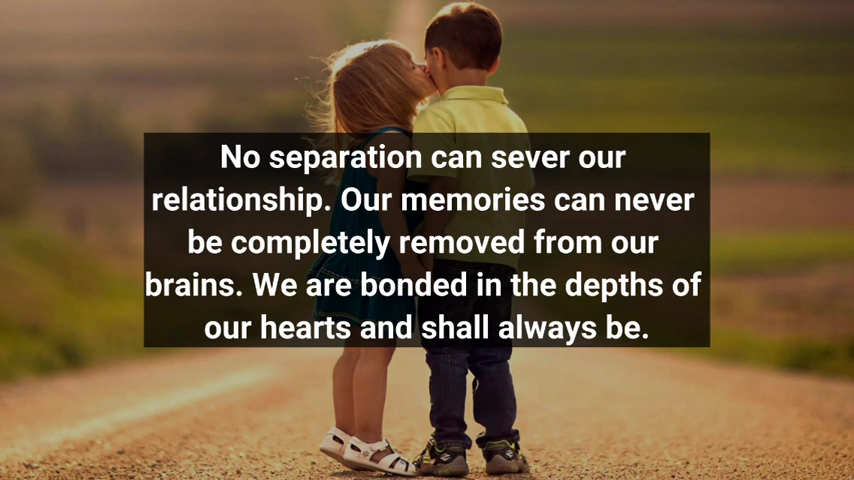 No separation can sever our
relationship. Our memories can never
be completely removed from our
brains. We are bonded in the depths of
our hearts and shall always be.